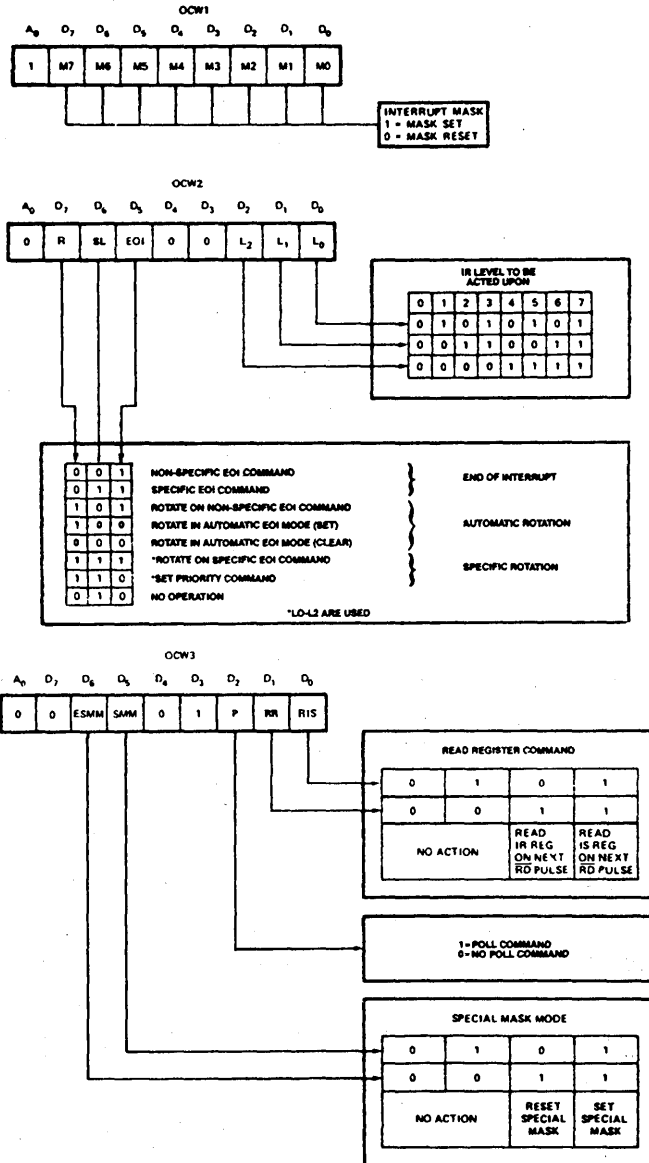 OCW1
A0 D7 D6 D5 D4 D3 D2 D1 D0
1 M7 M6 M5 M4 M3 M2 M1 M0
INTERRUPT MASK
1 = MASK SET
0 = MASK RESET
OCW2
A0 D7 D6 D5 D4 D3 D2 D1 D0
0 R SL EOI 0 0 L2 L1 L0
IR LEVEL TO BE
ACTED UPON
0 1 2 3 4 5 6 7
0 1 0 1 0 1 0 1
0 0 1 1 0 0 1 1
0 0 0 0 1 1 1 1
0 0 1 NON-SPECIFIC EOI COMMAND
0 1 1 SPECIFIC EOI COMMAND
END OF INTERRUPT
1 0 1 ROTATE ON NON-SPECIFIC EOI COMMAND
1 0 0 ROTATE IN AUTOMATIC EOI MODE (SET)
0 0 0 ROTATE IN AUTOMATIC EOI MODE (CLEAR)
AUTOMATIC ROTATION
1 1 1 *ROTATE ON SPECIFIC EOI COMMAND
1 1 0 *SET PRIORITY COMMAND
SPECIFIC ROTATION
0 1 0 NO OPERATION
*LO-L2 ARE USED
OCW3
A0 D7 D6 D5 D4 D3 D2 D1 D0
0 0 ESMM SMM 0 1 P RR RIS
READ REGISTER COMMAND
0 1 0 1
0 0 1 1
NO ACTION
READ
IR REG
ON NEXT
RD PULSE
READ
IS REG
ON NEXT
RD PULSE
1=POLL COMMAND
0=NO POLL COMMAND
SPECIAL MASK MODE
0 1 0 1
0 0 1 1
NO ACTION
RESET
SPECIAL
MASK
SET
SPECIAL
MASK